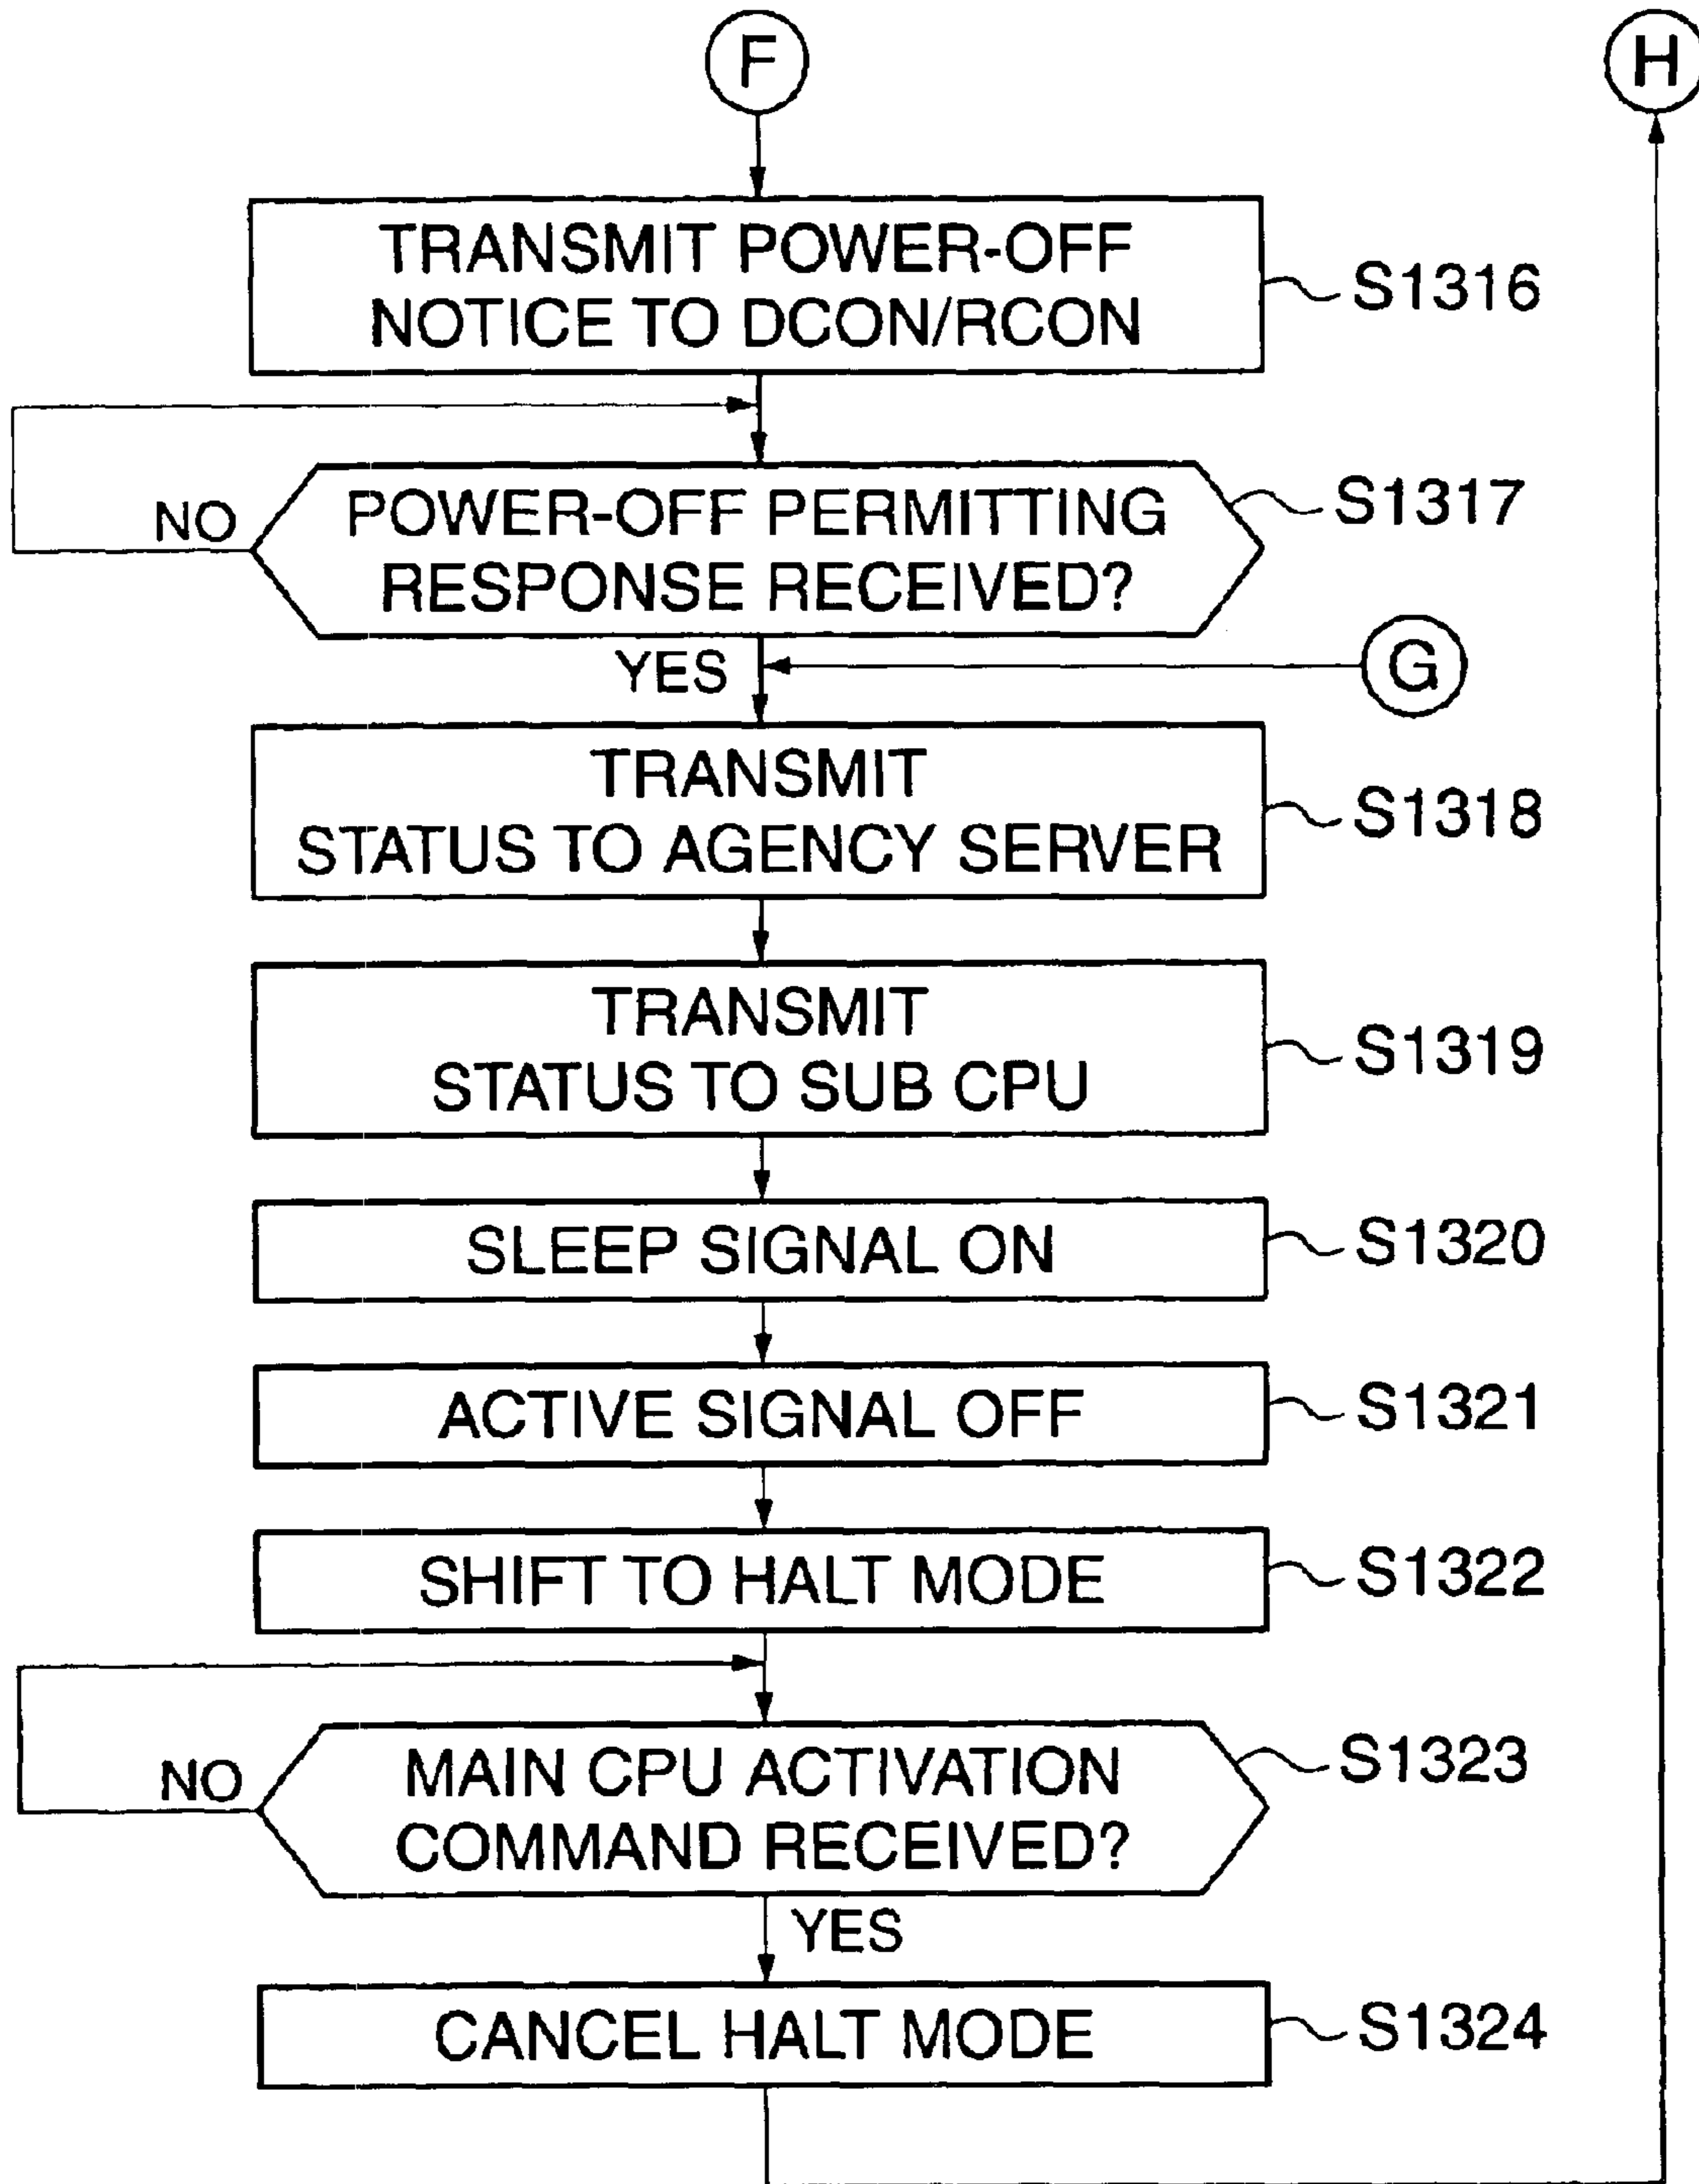 F
H
TRANSMIT POWER-OFF
NOTICE TO DCON/RCON
S1316
NO
POWER-OFF PERMITTING
RESPONSE RECEIVED?
S1317
YES
G
TRANSMIT
STATUS TO AGENCY SERVER
S1318
TRANSMIT
STATUS TO SUB CPU
S1319
SLEEP SIGNAL ON
S1320
ACTIVE SIGNAL OFF
S1321
SHIFT TO HALT MODE
S1322
NO
MAIN CPU ACTIVATION
COMMAND RECEIVED?
S1323
YES
CANCEL HALT MODE
S1324